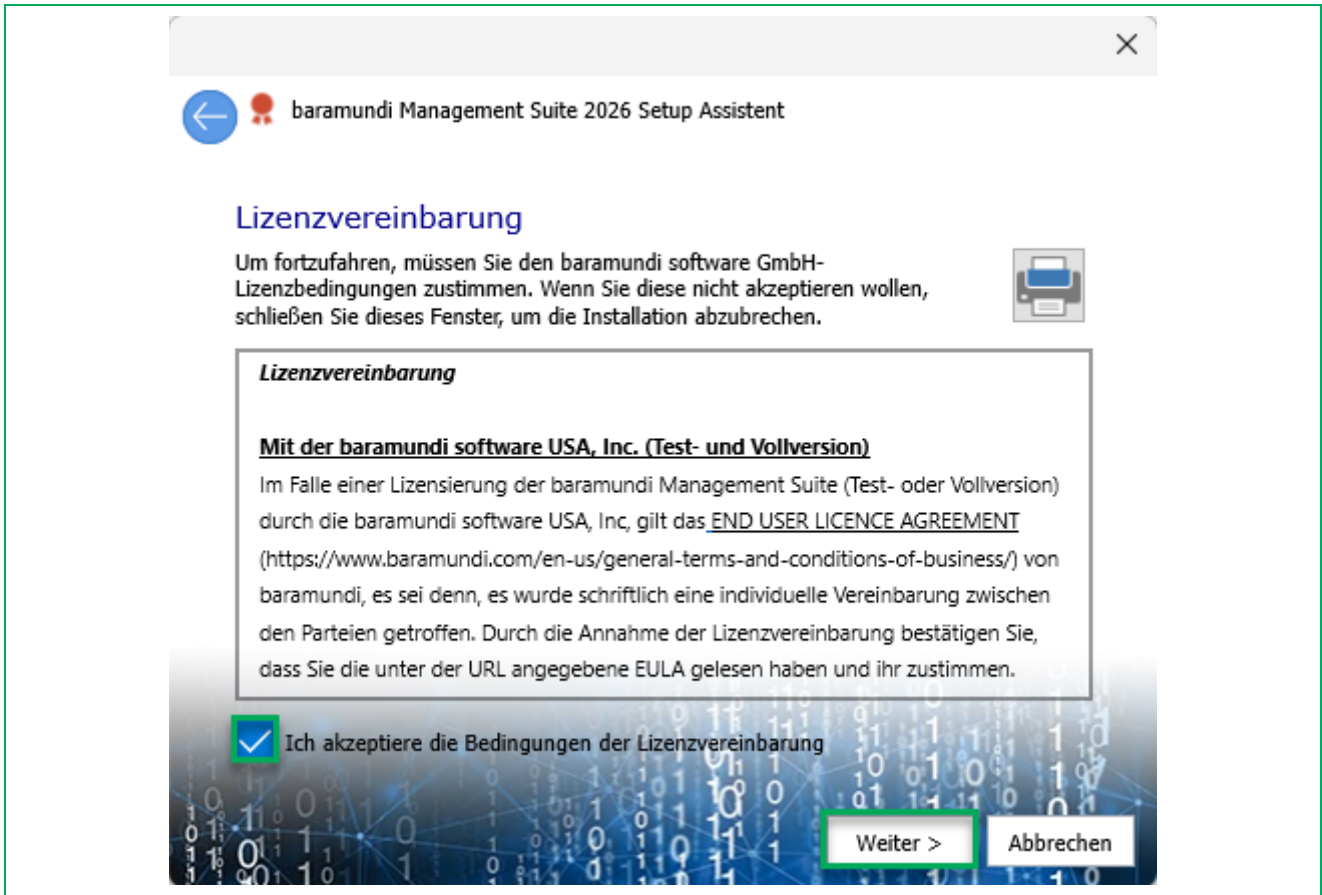 baramundi Management Suite 2026 Setup Assistent
Lizenzvereinbarung
Um fortzufahren, müssen Sie den baramundi software GmbH-
Lizenzbedingungen zustimmen. Wenn Sie diese nicht akzeptieren wollen,
schließen Sie dieses Fenster, um die Installation abzubrechen.
Lizenzvereinbarung
Mit der baramundi software USA, Inc. (Test- und Vollversion)
Im Falle einer Lizensierung der baramundi Management Suite (Test- oder Vollversion)
durch die baramundi software USA, Inc, gilt das END USER LICENCE AGREEMENT
(https://www.baramundi.com/en-us/general-terms-and-conditions-of-business/) von
baramundi, es sei denn, es wurde schriftlich eine individuelle Vereinbarung zwischen
den Parteien getroffen. Durch die Annahme der Lizenzvereinbarung bestätigen Sie,
dass Sie die unter der URL angegebene EULA gelesen haben und ihr zustimmen.
Ich akzeptiere die Bedingungen der Lizenzvereinbarung
Weiter >
Abbrechen